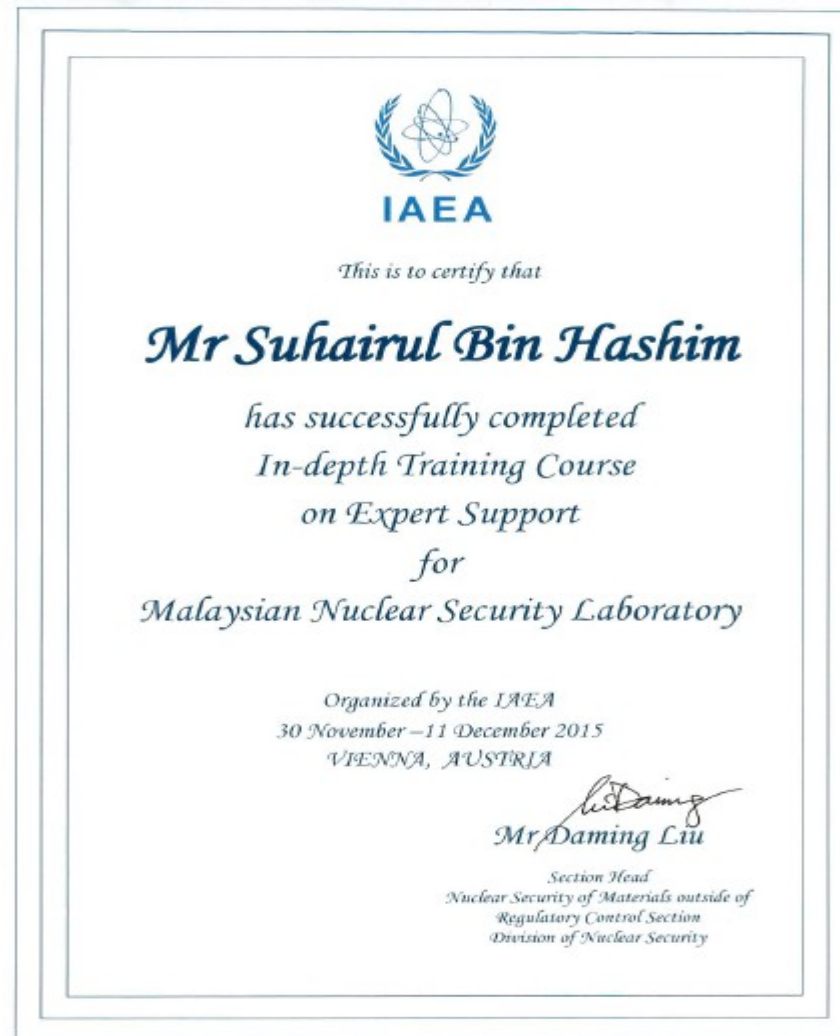 IAEA
This is to certify that
Mr Suhairul Bin Hashim
has successfully completed
In-depth Training Course
on Expert Support
for
Malaysian Nuclear Security Laboratory
Organized by the IAEA
30 November –11 December 2015
VIENNA, AUSTRIA
Liu Daming
Mr Daming Liu
Section Head
Nuclear Security of Materials outside of
Regulatory Control Section
Division of Nuclear Security